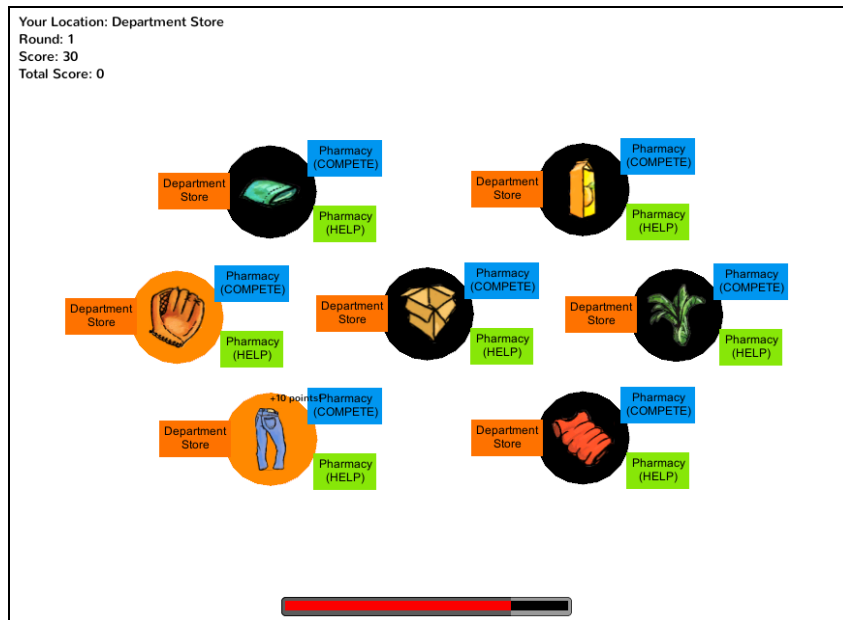 Your Location: Department Store
Round: 1
Score: 30
Total Score: 0
Pharmacy
(COMPETE)
Department
Store
Pharmacy
(HELP)
Pharmacy
(COMPETE)
Department
Store
Pharmacy
(HELP)
Pharmacy
(COMPETE)
Department
Store
Pharmacy
(HELP)
Pharmacy
(COMPETE)
Department
Store
Pharmacy
(HELP)
Pharmacy
(COMPETE)
Department
Store
Pharmacy
(HELP)
+10 points!
Pharmacy
(COMPETE)
Department
Store
Pharmacy
(HELP)
Pharmacy
(COMPETE)
Department
Store
Pharmacy
(HELP)